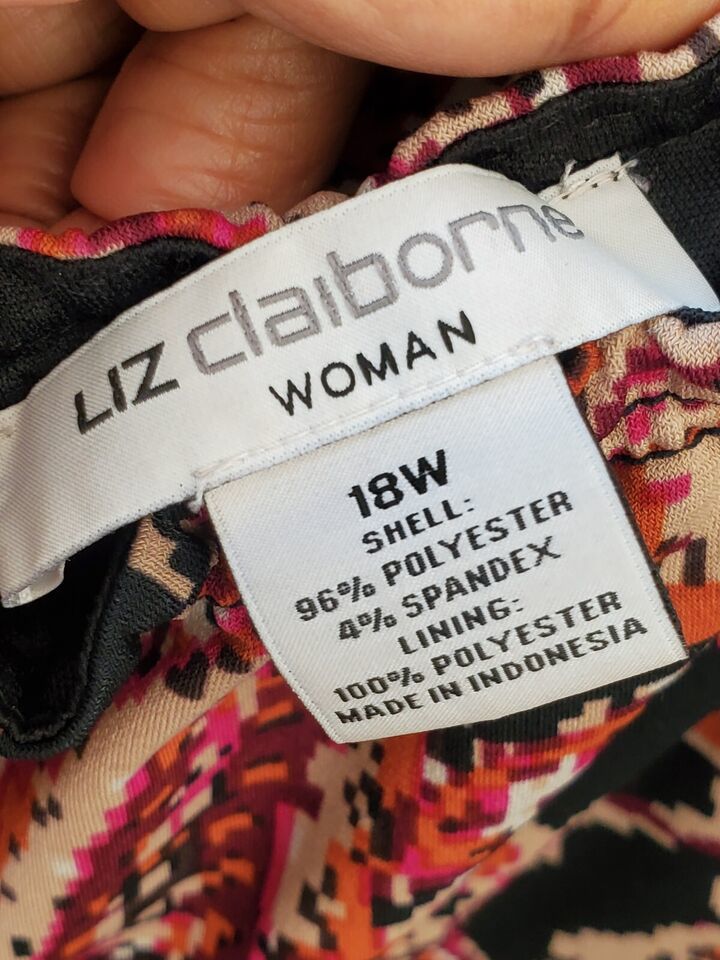 LIZ claiborne
WOMAN
18W
SHELL:
96% POLYESTER
4% SPANDEX
LINING:
100% POLYESTER
MADE IN INDONESIA